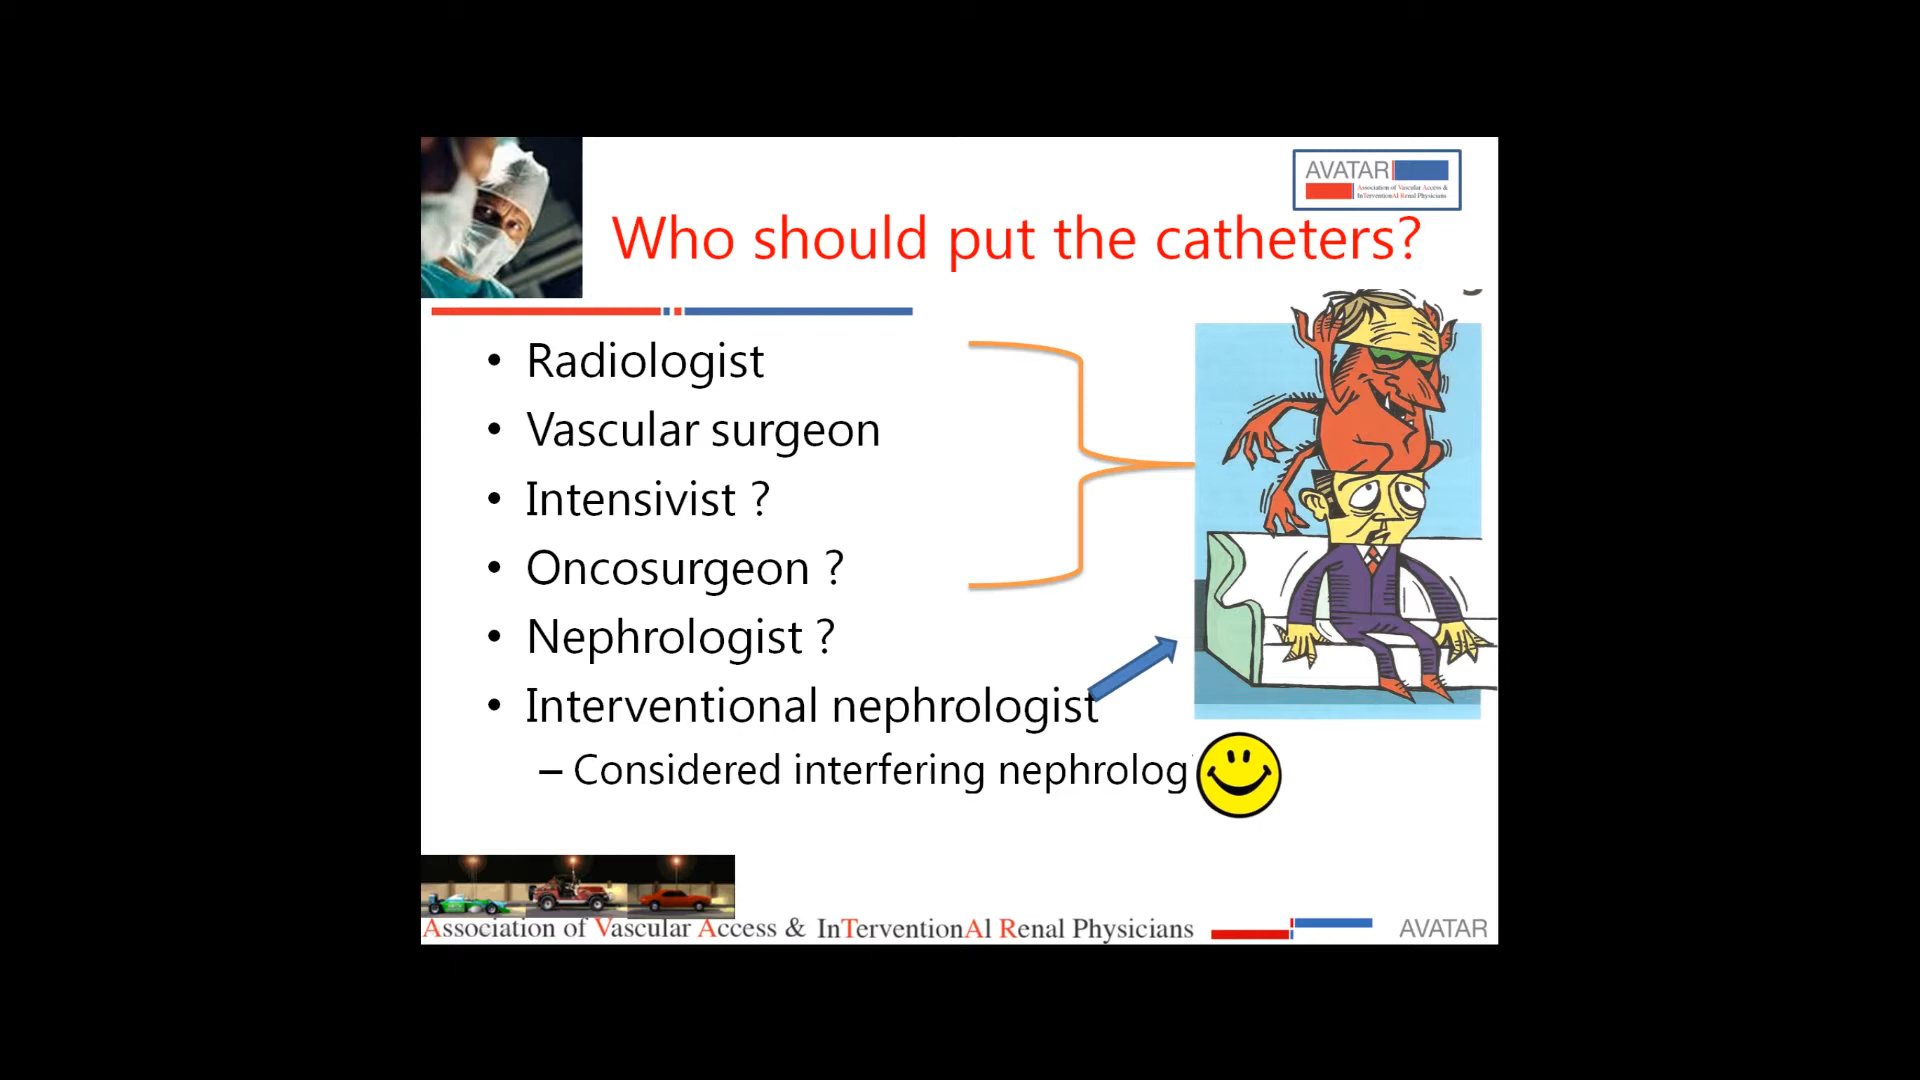 AVATAR
Association of Vascular Access &
InTerventionAl Renal Physicians
Who should put the catheters?
• Radiologist
• Vascular surgeon
• Intensivist ?
• Oncosurgeon ?
• Nephrologist ?
• Interventional nephrologist
– Considered interfering nephrolog
Association of Vascular Access & InTerventionAl Renal Physicians
AVATAR